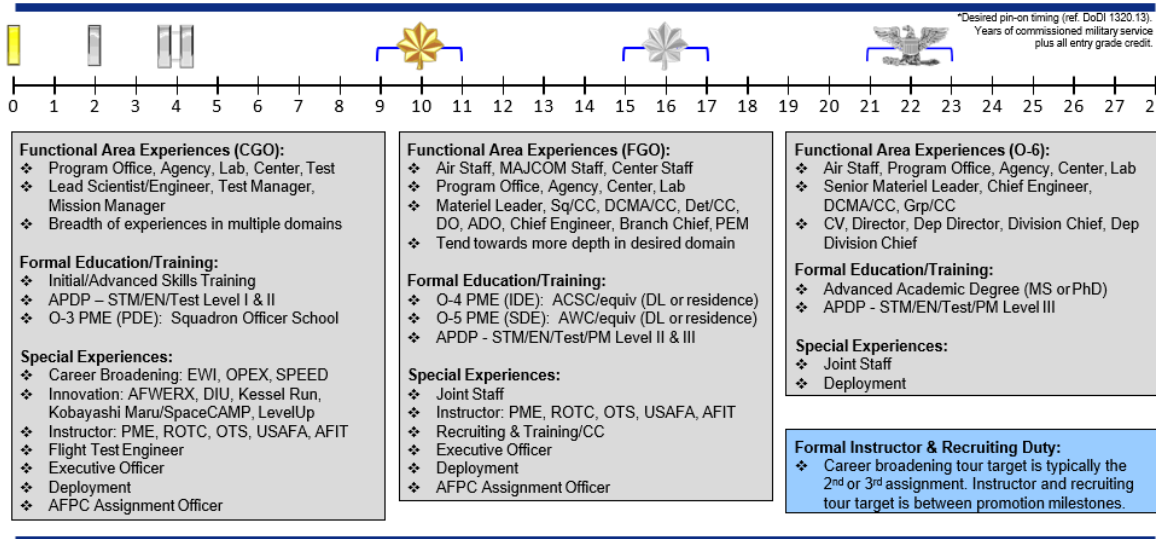 *Desired pin-on timing (ref. DoDI 1320.13).
Years of commissioned military service
plus all entry grade credit.
0 1 2 3 4 5 6 7 8 9 10 11 12 13 14 15 16 17 18 19 20 21 22 23 24 25 26 27 2
Functional Area Experiences (CGO):
❖ Program Office, Agency, Lab, Center, Test
❖ Lead Scientist/Engineer, Test Manager,
Mission Manager
❖ Breadth of experiences in multiple domains
Formal Education/Training:
❖ Initial/Advanced Skills Training
❖ APDP – STM/EN/Test Level I & II
❖ O-3 PME (PDE): Squadron Officer School
Special Experiences:
❖ Career Broadening: EWI, OPEX, SPEED
❖ Innovation: AFWERX, DIU, Kessel Run,
Kobayashi Maru/SpaceCAMP, LevelUp
❖ Instructor: PME, ROTC, OTS, USAFA, AFIT
❖ Flight Test Engineer
❖ Executive Officer
❖ Deployment
❖ AFPC Assignment Officer
Functional Area Experiences (FGO):
❖ Air Staff, MAJCOM Staff, Center Staff
❖ Program Office, Agency, Center, Lab
❖ Materiel Leader, Sq/CC, DCMA/CC, Det/CC,
DO, ADO, Chief Engineer, Branch Chief, PEM
❖ Tend towards more depth in desired domain
Formal Education/Training:
❖ O-4 PME (IDE): ACSC/equiv (DL or residence)
❖ O-5 PME (SDE): AWC/equiv (DL or residence)
❖ APDP - STM/EN/Test/PM Level II & III
Special Experiences:
❖ Joint Staff
❖ Instructor: PME, ROTC, OTS, USAFA, AFIT
❖ Recruiting & Training/CC
❖ Executive Officer
❖ Deployment
❖ AFPC Assignment Officer
Functional Area Experiences (O-6):
❖ Air Staff, Program Office, Agency, Center, Lab
❖ Senior Materiel Leader, Chief Engineer,
DCMA/CC, Grp/CC
❖ CV, Director, Dep Director, Division Chief, Dep
Division Chief
Formal Education/Training:
❖ Advanced Academic Degree (MS or PhD)
❖ APDP - STM/EN/Test/PM Level III
Special Experiences:
❖ Joint Staff
❖ Deployment
Formal Instructor & Recruiting Duty:
❖ Career broadening tour target is typically the
2nd or 3rd assignment. Instructor and recruiting
tour target is between promotion milestones.